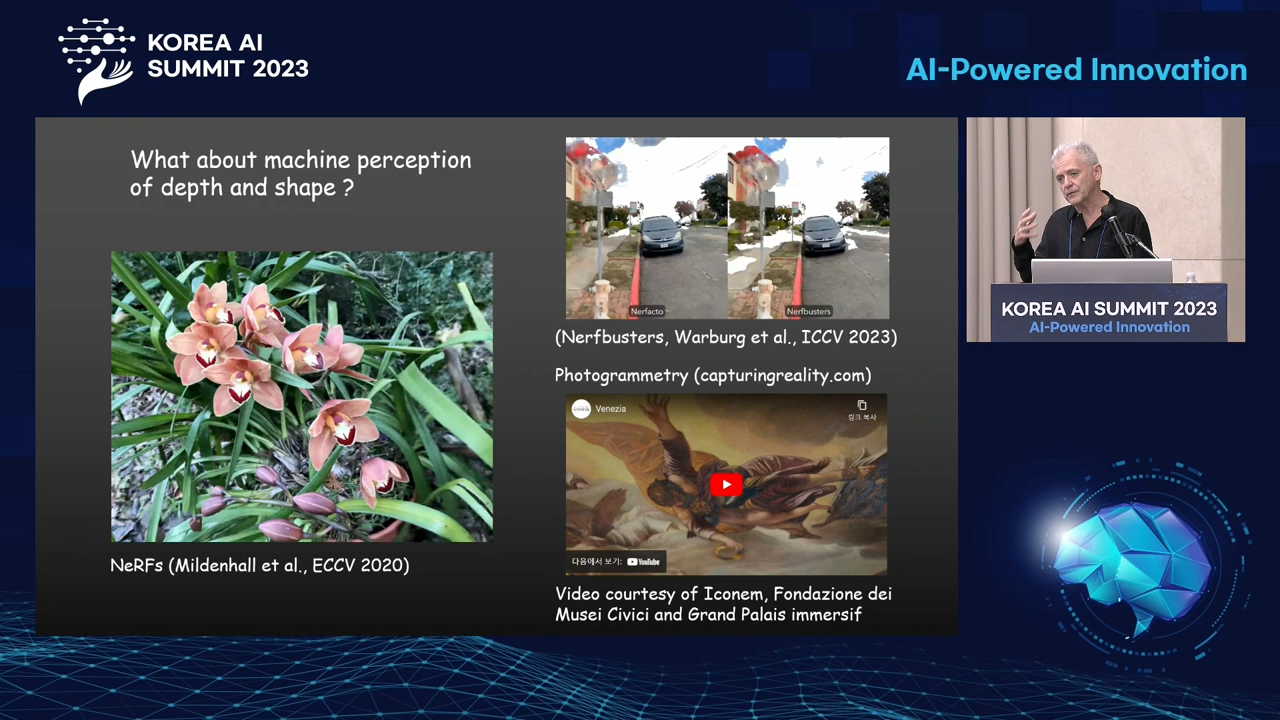 KOREA AI
SUMMIT 2023
AI-Powered Innovation
What about machine perception
of depth and shape ?
NeRFs (Mildenhall et al., ECCV 2020)
Nerfacto
Nerfbusters
(Nerfbusters, Warburg et al., ICCV 2023)
Photogrammetry (capturingreality.com)
Venezia
링크 복사
다음에서 보기: YouTube
Video courtesy of Iconem, Fondazione dei
Musei Civici and Grand Palais immersif
KOREA AI SUMMIT 2023
AI-Powered Innovation